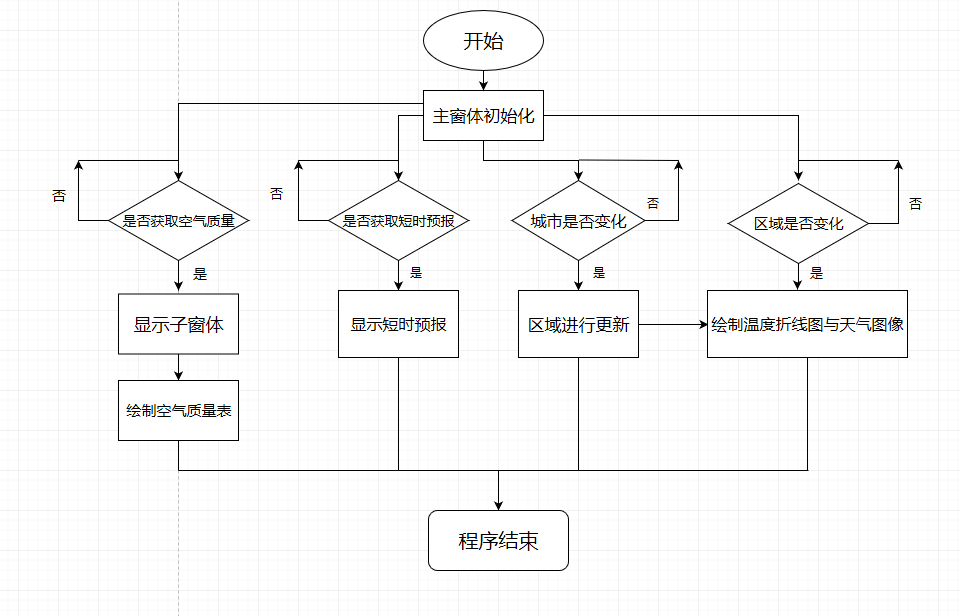 开始
主窗体初始化
否
否
否
否
是否获取空气质量
是否获取短时预报
城市是否变化
区域是否变化
是
是
是
是
显示子窗体
显示短时预报
区域进行更新
绘制温度折线图与天气图像
绘制空气质量表
程序结束